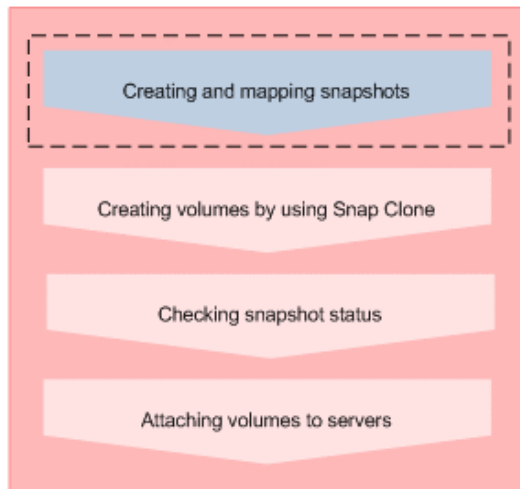 Creating and mapping snapshots
Creating volumes by using Snap Clone
Checking snapshot status
Attaching volumes to servers